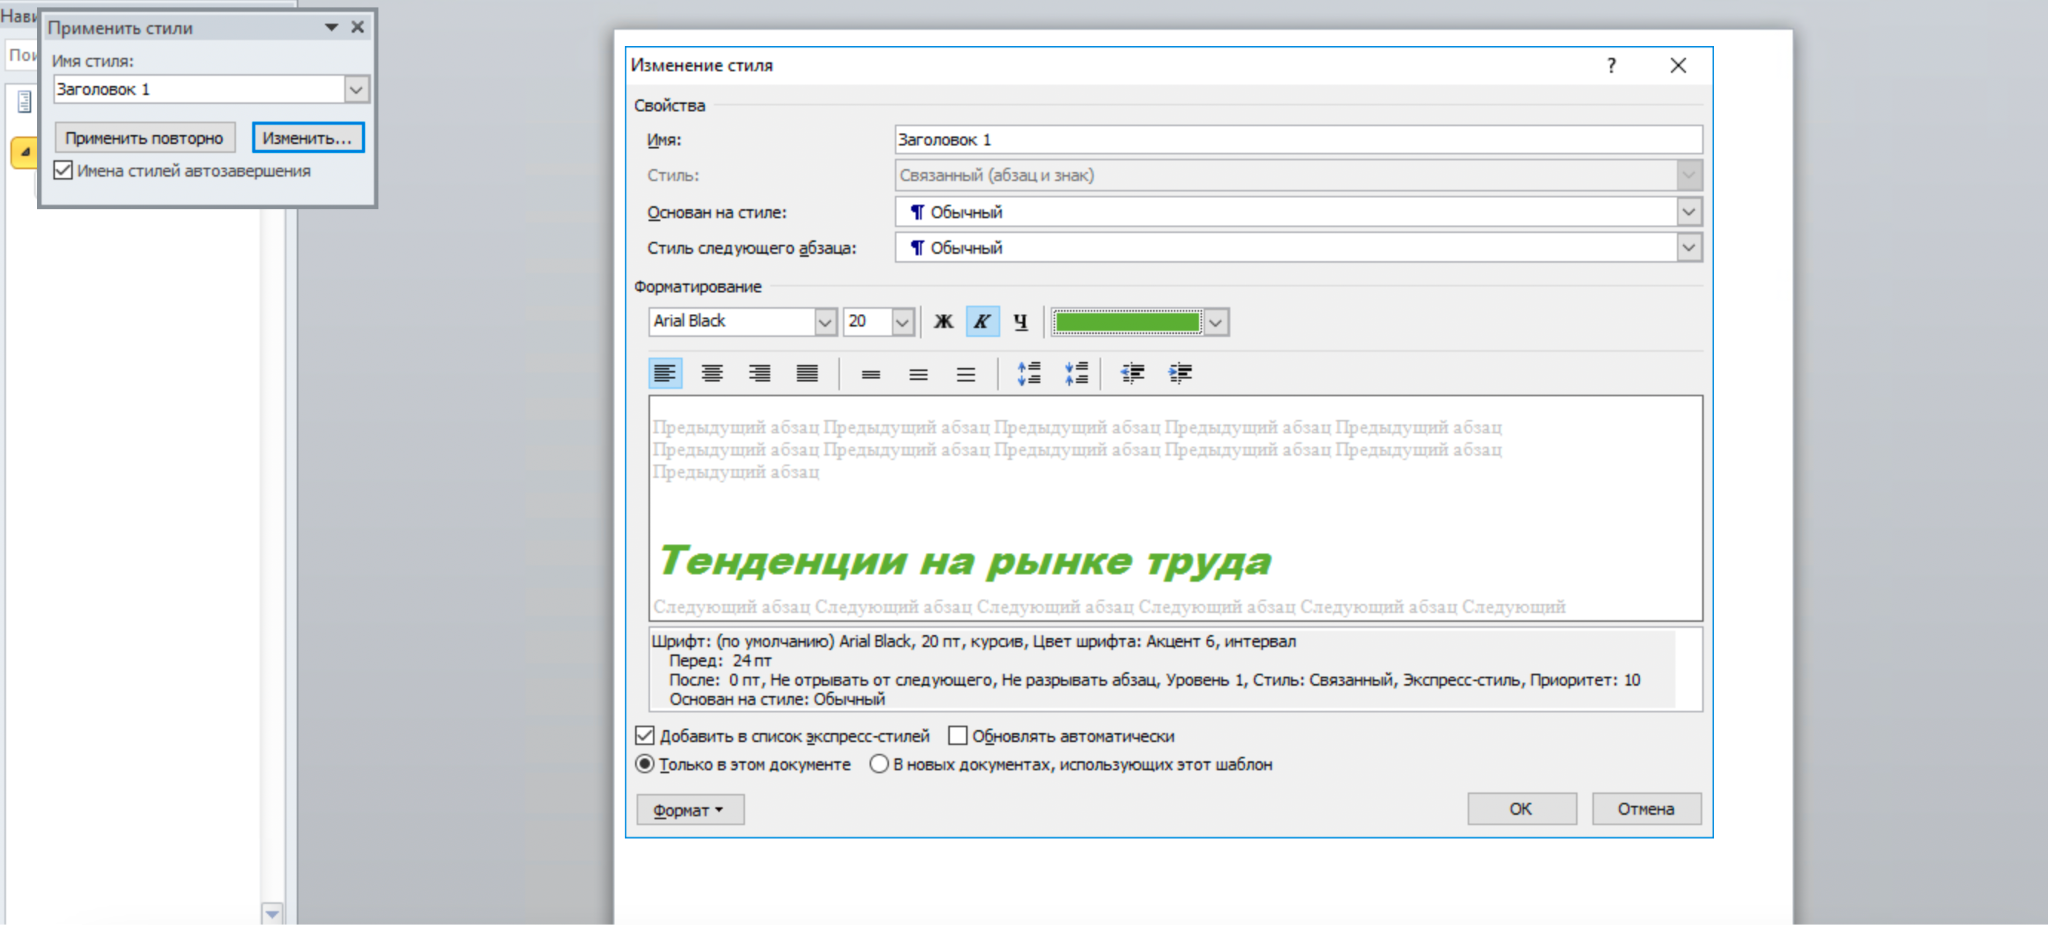 Нави
Применить стили
Пои
Имя стиля:
Заголовок 1
Применить повторно Изменить...
Имена стилей автозавершения
Изменение стиля ?
Свойства
Имя: Заголовок 1
Стиль: Связанный (абзац и знак)
Основан на стиле: ¶ Обычный
Стиль следующего абзаца: ¶ Обычный
Форматирование
Arial Black 20 Ж К Ч
Предыдущий абзац Предыдущий абзац Предыдущий абзац Предыдущий абзац Предыдущий абзац
Предыдущий абзац Предыдущий абзац Предыдущий абзац Предыдущий абзац Предыдущий абзац
Предыдущий абзац
Тенденции на рынке труда
Следующий абзац Следующий абзац Следующий абзац Следующий абзац Следующий абзац Следующий
Шрифт: (по умолчанию) Arial Black, 20 пт, курсив, Цвет шрифта: Акцент 6, интервал
Перед: 24 пт
После: 0 пт, Не отрывать от следующего, Не разрывать абзац, Уровень 1, Стиль: Связанный, Экспресс-стиль, Приоритет: 10
Основан на стиле: Обычный
Добавить в список экспресс-стилей Обновлять автоматически
Только в этом документе В новых документах, использующих этот шаблон
Формат ОК Отмена